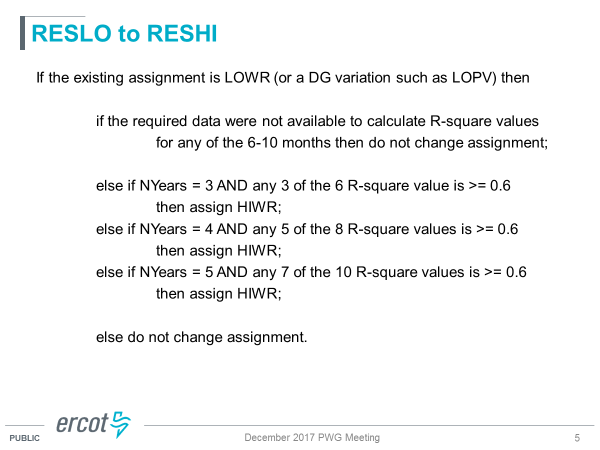 RESLO to RESHI
If the existing assignment is LOWR (or a DG variation such as LOPV) then
if the required data were not available to calculate R-square values
for any of the 6-10 months then do not change assignment;
else if NYears = 3 AND any 3 of the 6 R-square value is >= 0.6
then assign HIWR;
else if NYears = 4 AND any 5 of the 8 R-square values is >= 0.6
then assign HIWR;
else if NYears = 5 AND any 7 of the 10 R-square values is >= 0.6
then assign HIWR;
else do not change assignment.
ercot
PUBLIC
December 2017 PWG Meeting
5